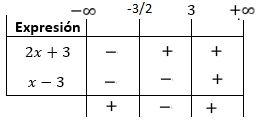 −∞ -3/2 3 +∞
Expresión
2x + 3 − + +
x − 3 − − +
+ − +